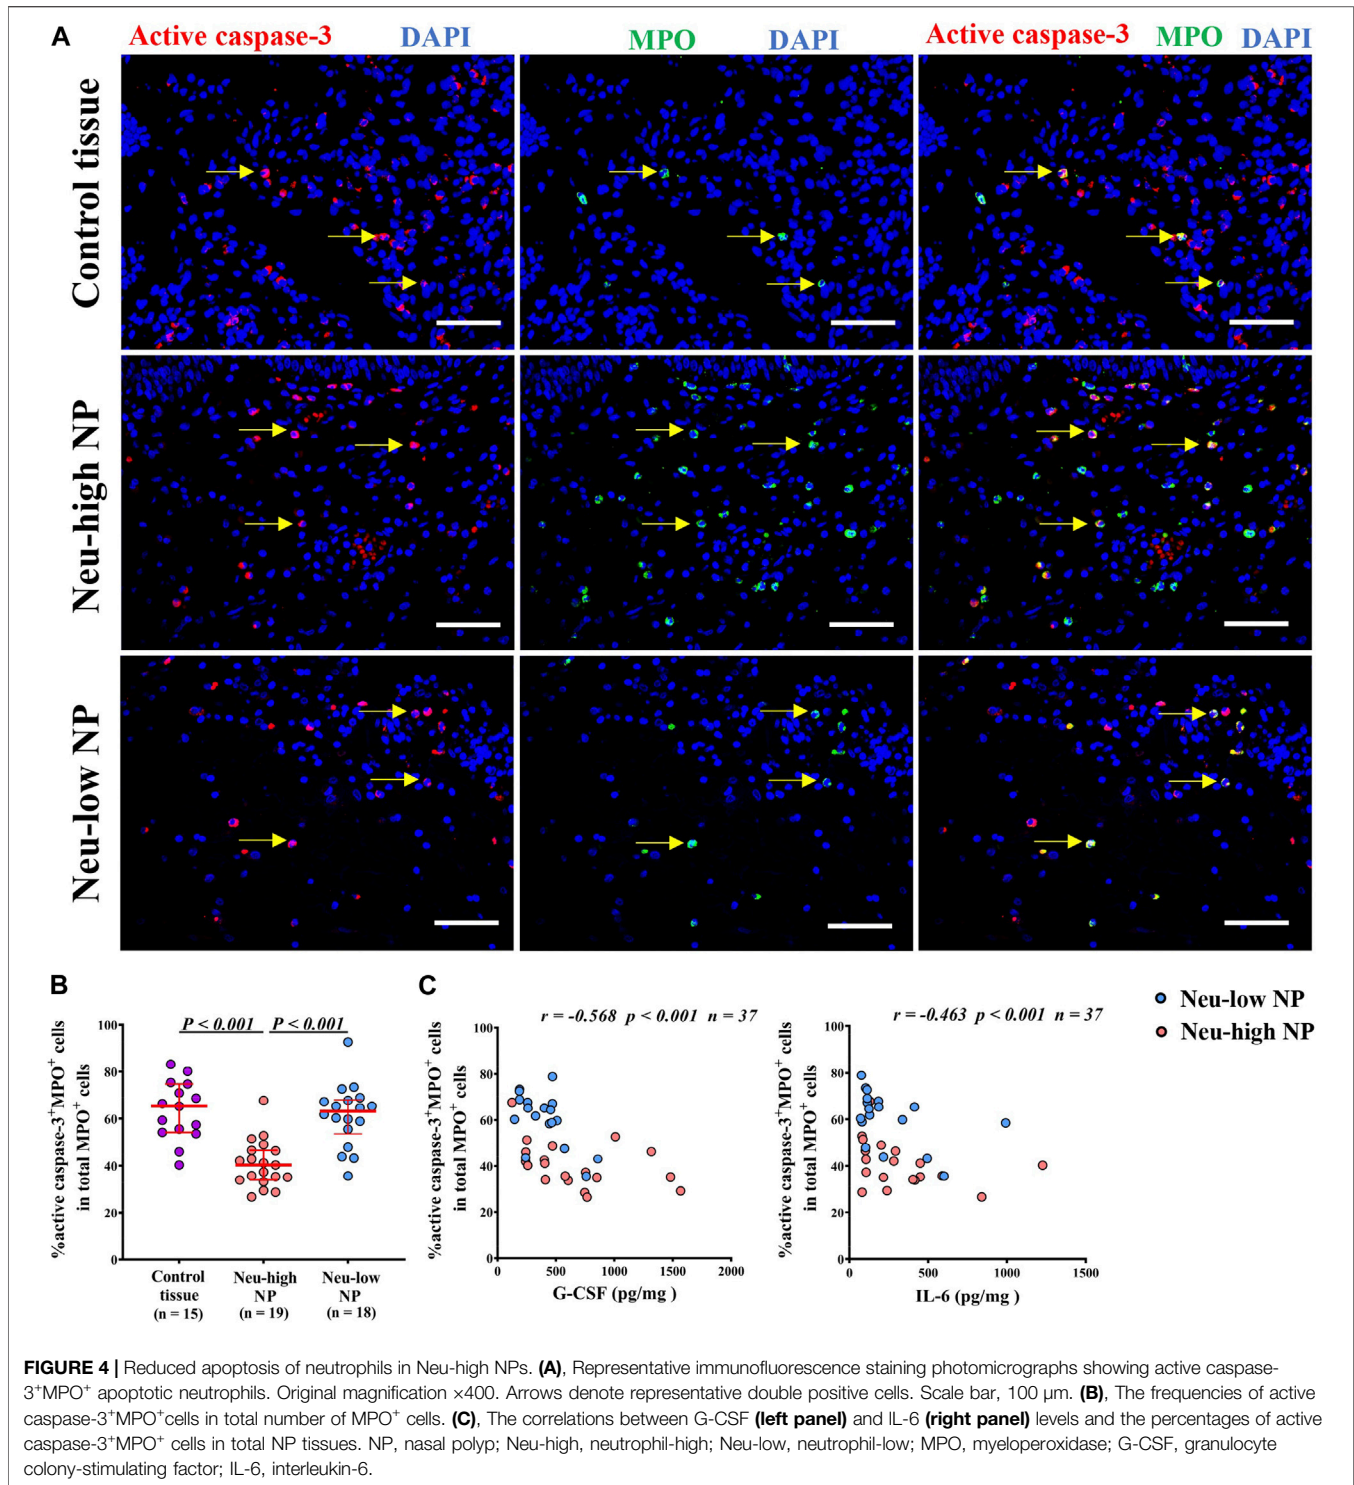 A
Active caspase-3 DAPI
MPO DAPI
Active caspase-3 MPO DAPI
Control tissue
Neu-high NP
Neu-low NP
B
%active caspase-3⁺MPO⁺ cells
in total MPO⁺ cells
P < 0.001 P < 0.001
100
80
60
40
20
0
Control
tissue
(n = 15)
Neu-high
NP
(n = 19)
Neu-low
NP
(n = 18)
C
r = -0.568 p < 0.001 n = 37
%active caspase-3⁺MPO⁺ cells
in total MPO⁺ cells
100
80
60
40
20
0
0 500 1000 1500 2000
G-CSF (pg/mg )
r = -0.463 p < 0.001 n = 37
%active caspase-3⁺MPO⁺ cells
in total MPO⁺ cells
100
80
60
40
20
0
0 500 1000 1500
IL-6 (pg/mg )
Neu-low NP
Neu-high NP
FIGURE 4 | Reduced apoptosis of neutrophils in Neu-high NPs. (A), Representative immunofluorescence staining photomicrographs showing active caspase-
3⁺MPO⁺ apoptotic neutrophils. Original magnification ×400. Arrows denote representative double positive cells. Scale bar, 100 μm. (B), The frequencies of active
caspase-3⁺MPO⁺cells in total number of MPO⁺ cells. (C), The correlations between G-CSF (left panel) and IL-6 (right panel) levels and the percentages of active
caspase-3⁺MPO⁺ cells in total NP tissues. NP, nasal polyp; Neu-high, neutrophil-high; Neu-low, neutrophil-low; MPO, myeloperoxidase; G-CSF, granulocyte
colony-stimulating factor; IL-6, interleukin-6.